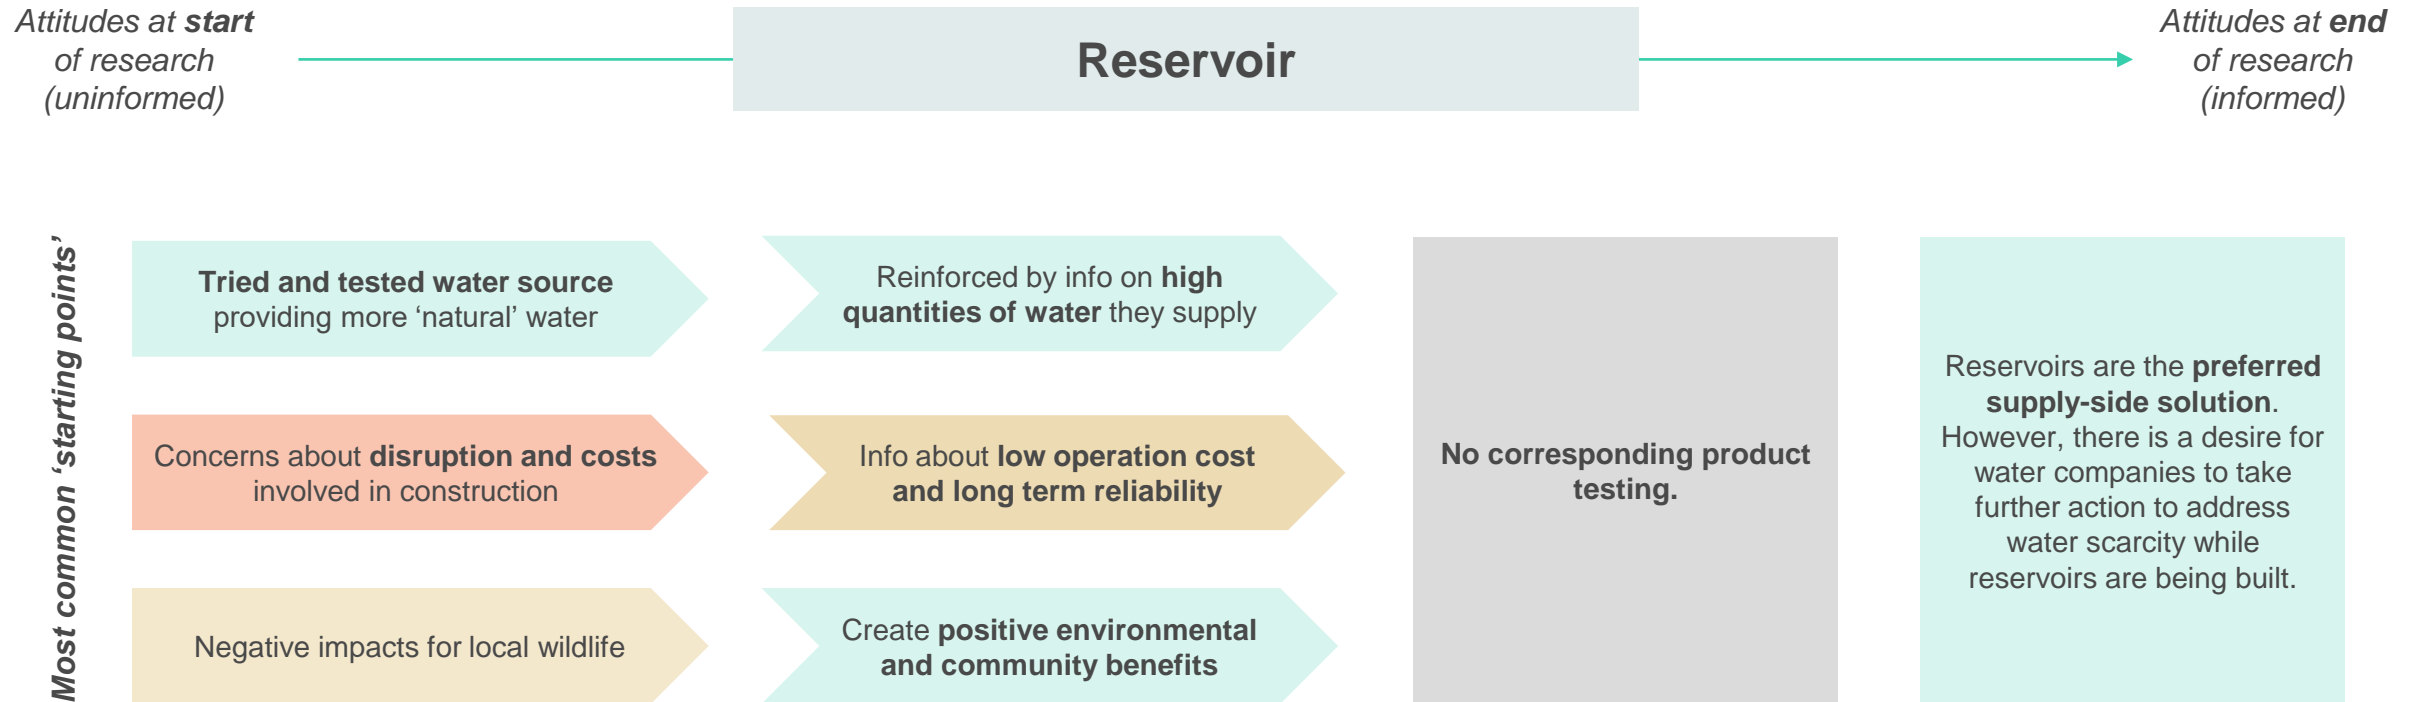 Attitudes at start
of research
(uninformed)
Reservoir
Attitudes at end
of research
(informed)
Most common ‘starting points’
Tried and tested water source
providing more ‘natural’ water
Reinforced by info on high
quantities of water they supply
Concerns about disruption and costs
involved in construction
Info about low operation cost
and long term reliability
Negative impacts for local wildlife
Create positive environmental
and community benefits
No corresponding product
testing.
Reservoirs are the preferred
supply-side solution.
However, there is a desire for
water companies to take
further action to address
water scarcity while
reservoirs are being built.